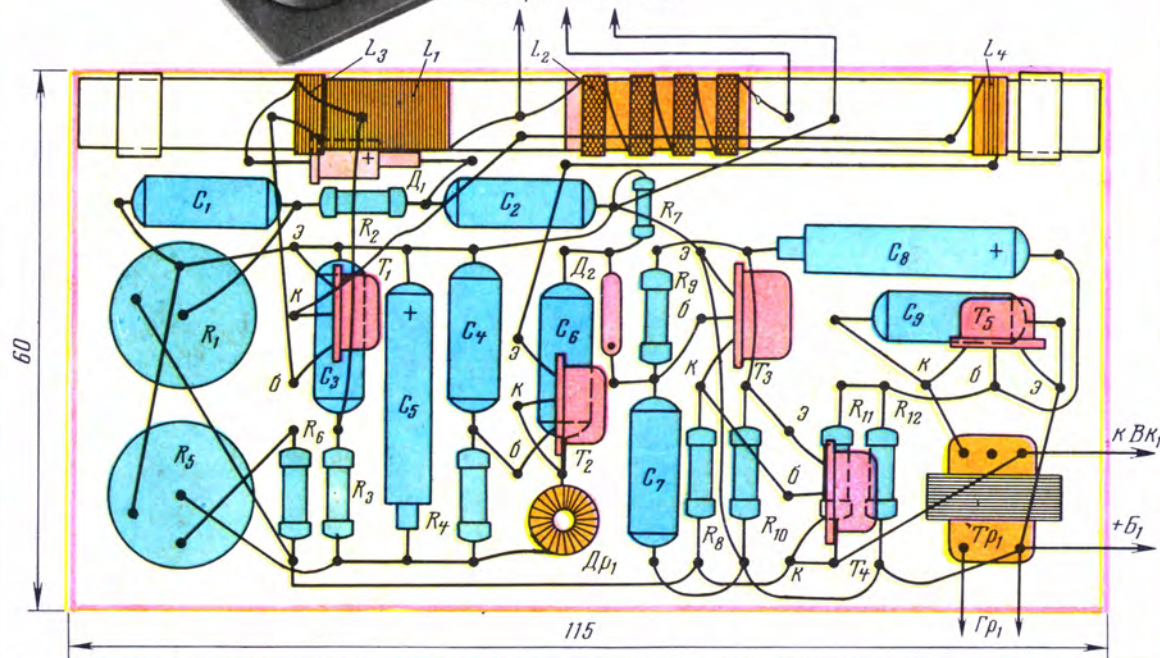 L₃
L₁
L₂
L₄
C₁
Д₁
R₂
C₂
R₇
Э
T₁
к
б
C₃
R₁
C₅
+
+
C₄
Д₂
C₆
Э
к
б
T₂
R₉
Э
б
к
T₃
C₈
+
C₉
T₅
к
б
Э
R₅
R₆
R₃
R₄
Др₁
C₇
R₈
R₁₀
Э
б
к
R₁₁
R₁₂
T₄
Тр₁
к Вк₁
+Б₁
Гр₁
60
115